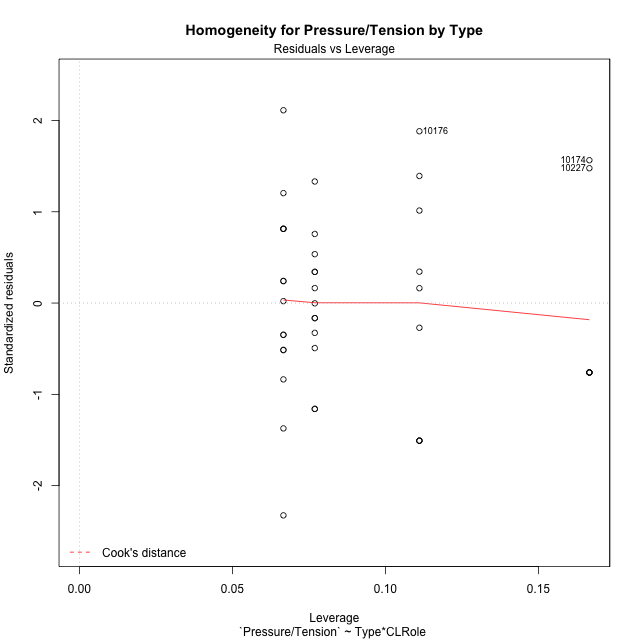 Homogeneity for Pressure/Tension by Type
Residuals vs Leverage
Standardized residuals
2
1
0
-1
-2
10176
10174
10227
Cook's distance
0.00
0.05
0.10
0.15
Leverage
`Pressure/Tension` ~ Type*CLRole